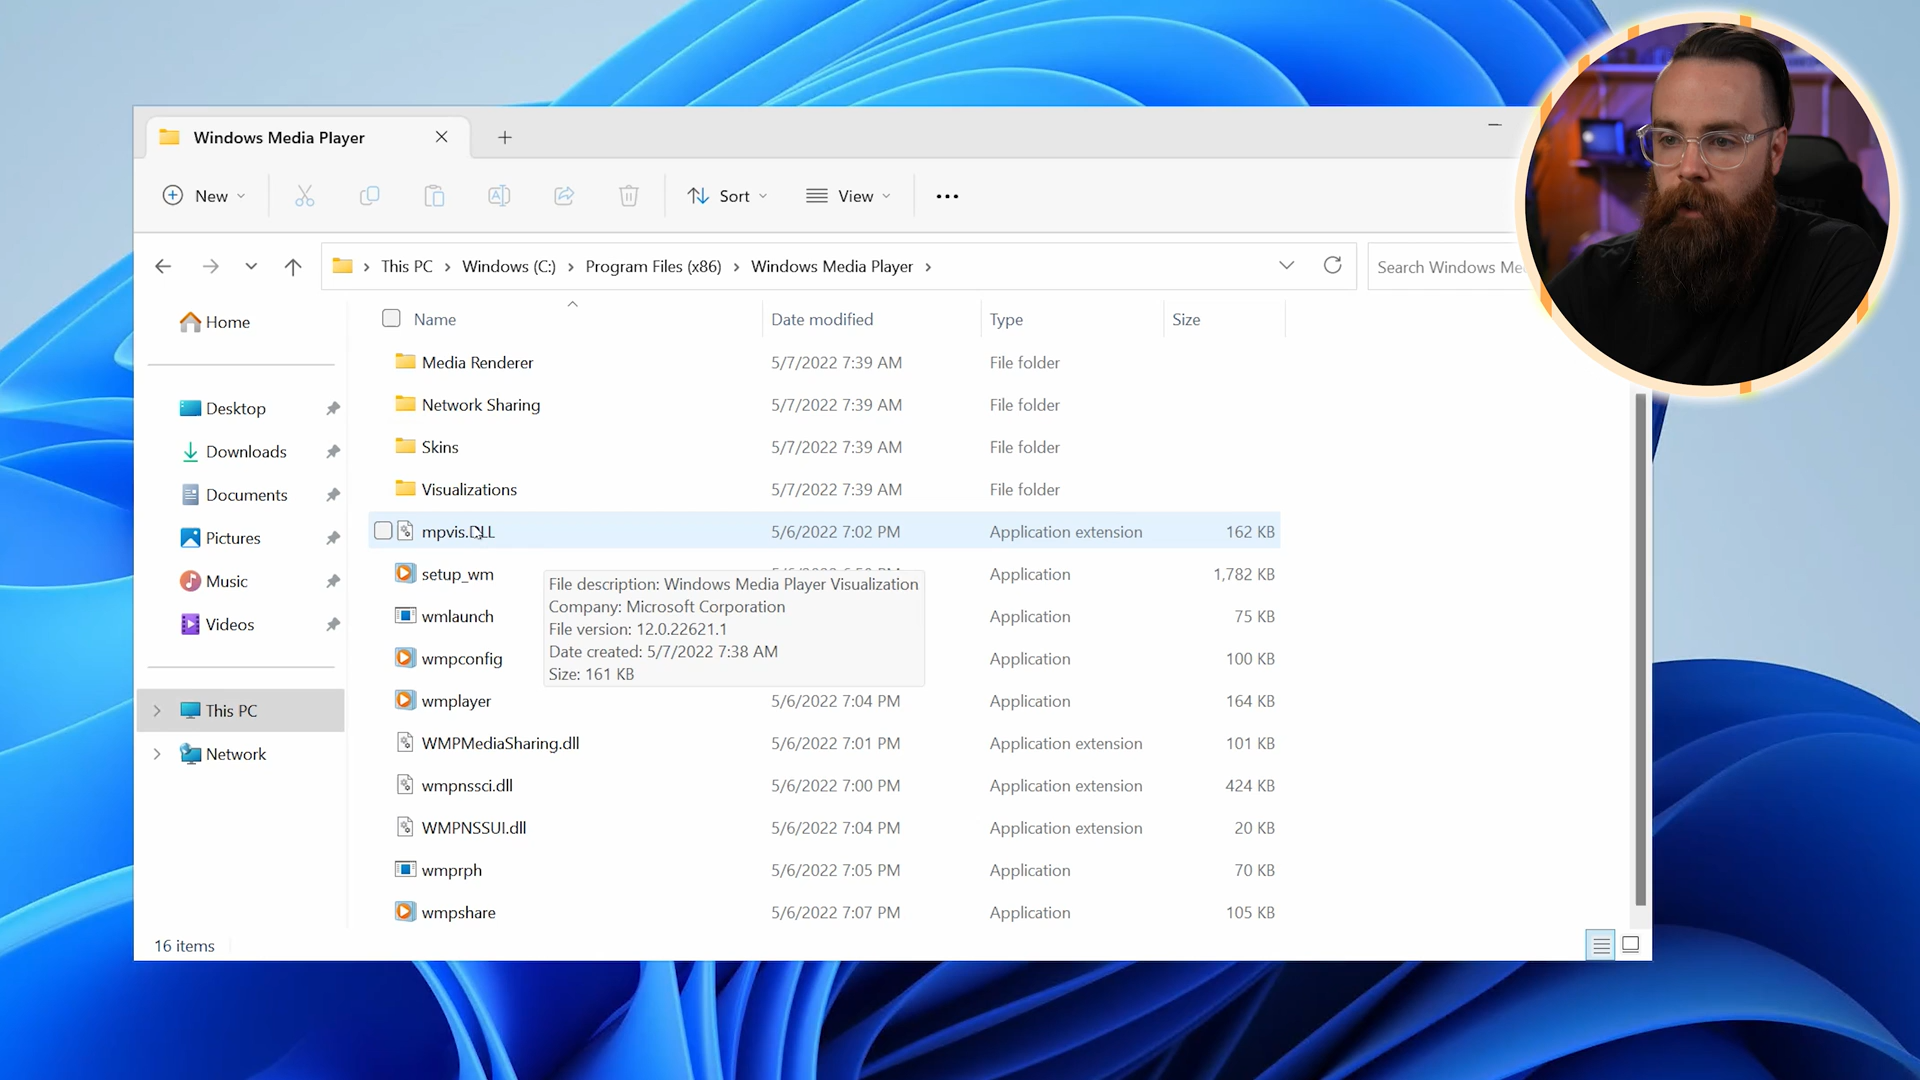 Windows Media Player
New
Sort
View
This PC
Windows (C:)
Program Files (x86)
Windows Media Player
Search Windows Me
Name
Date modified
Type
Size
Home
Desktop
Downloads
Documents
Pictures
Music
Videos
This PC
Network
Media Renderer 5/7/2022 7:39 AM File folder
Network Sharing 5/7/2022 7:39 AM File folder
Skins 5/7/2022 7:39 AM File folder
Visualizations 5/7/2022 7:39 AM File folder
mpvis.DLL 5/6/2022 7:02 PM Application extension 162 KB
setup_wm Application 1,782 KB
File description: Windows Media Player Visualization
Company: Microsoft Corporation
File version: 12.0.22621.1
Date created: 5/7/2022 7:38 AM
Size: 161 KB
wmlaunch Application 75 KB
wmpconfig Application 100 KB
wmplayer 5/6/2022 7:04 PM Application 164 KB
WMPMediaSharing.dll 5/6/2022 7:01 PM Application extension 101 KB
wmpnssci.dll 5/6/2022 7:00 PM Application extension 424 KB
WMPNSSUI.dll 5/6/2022 7:04 PM Application extension 20 KB
wmprph 5/6/2022 7:05 PM Application 70 KB
wmpshare 5/6/2022 7:07 PM Application 105 KB
16 items